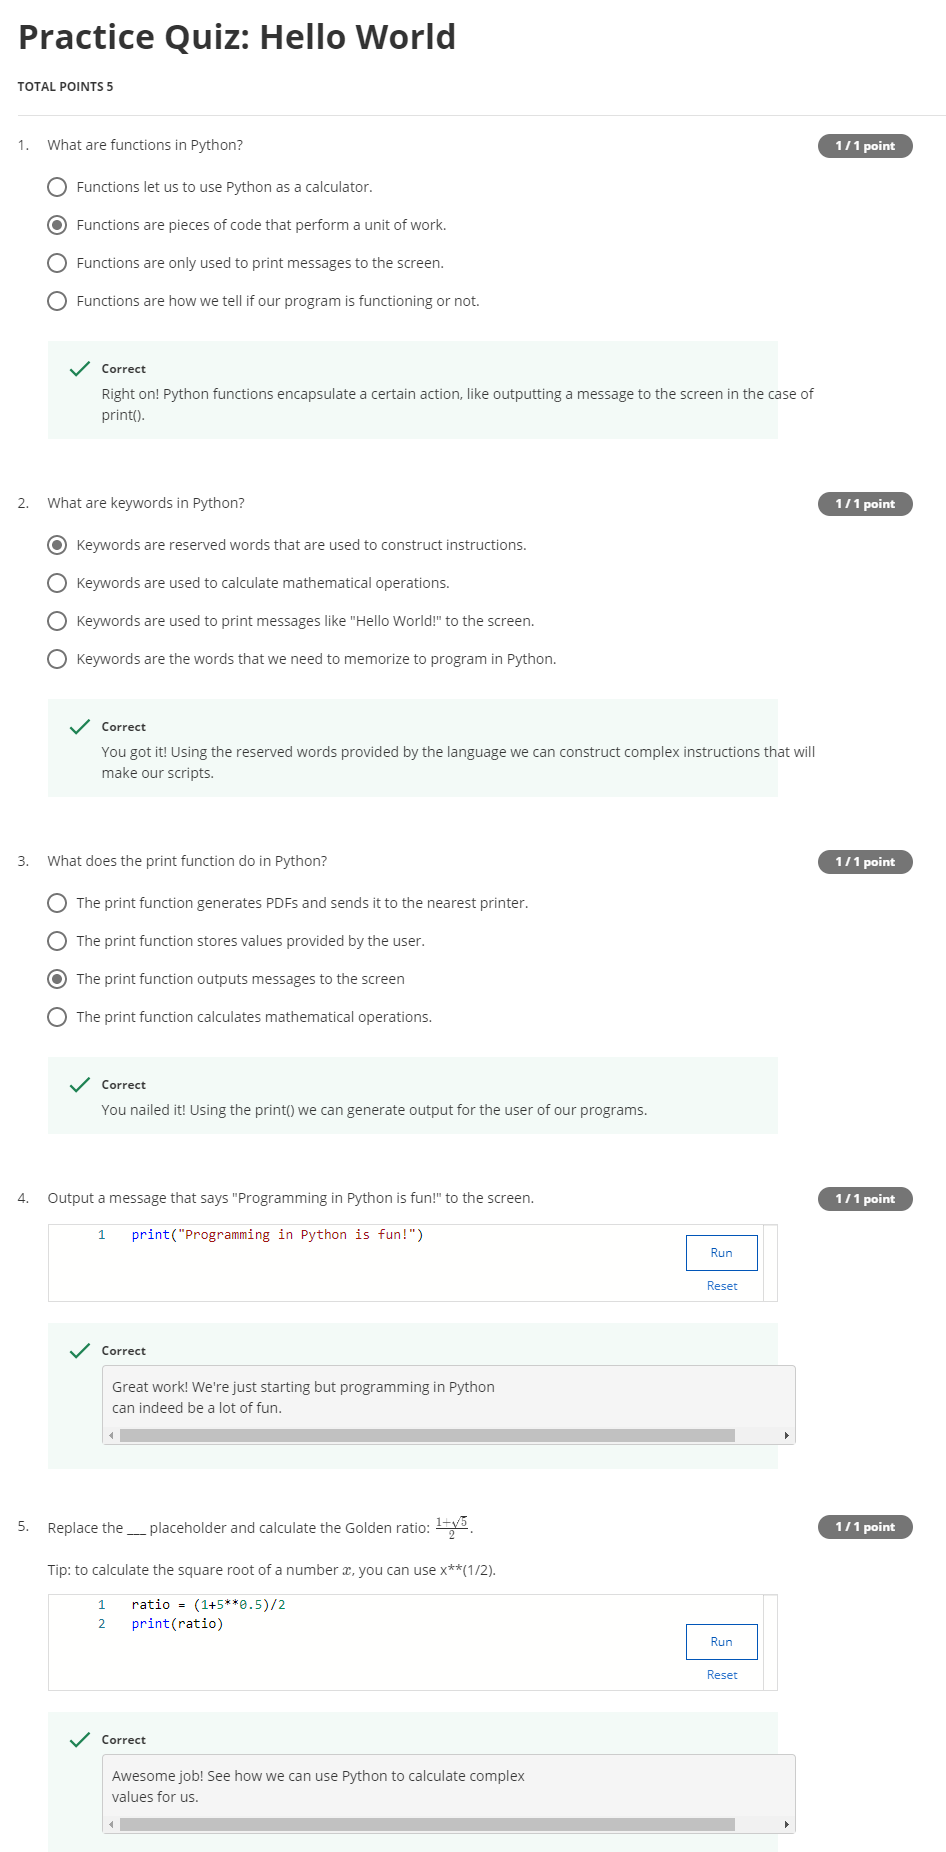 Practice Quiz: Hello World
TOTAL POINTS 5
1. What are functions in Python?
1 / 1 point
Functions let us to use Python as a calculator.
Functions are pieces of code that perform a unit of work.
Functions are only used to print messages to the screen.
Functions are how we tell if our program is functioning or not.
Correct
Right on! Python functions encapsulate a certain action, like outputting a message to the screen in the case of
print().
2. What are keywords in Python?
1 / 1 point
Keywords are reserved words that are used to construct instructions.
Keywords are used to calculate mathematical operations.
Keywords are used to print messages like "Hello World!" to the screen.
Keywords are the words that we need to memorize to program in Python.
Correct
You got it! Using the reserved words provided by the language we can construct complex instructions that will
make our scripts.
3. What does the print function do in Python?
1 / 1 point
The print function generates PDFs and sends it to the nearest printer.
The print function stores values provided by the user.
The print function outputs messages to the screen
The print function calculates mathematical operations.
Correct
You nailed it! Using the print() we can generate output for the user of our programs.
4. Output a message that says "Programming in Python is fun!" to the screen.
1 / 1 point
1 print("Programming in Python is fun!")
Run
Reset
Correct
Great work! We're just starting but programming in Python
can indeed be a lot of fun.
5. Replace the ___ placeholder and calculate the Golden ratio: (1+√5)/2.
1 / 1 point
Tip: to calculate the square root of a number x, you can use x**(1/2).
1 ratio = (1+5**0.5)/2
2 print(ratio)
Run
Reset
Correct
Awesome job! See how we can use Python to calculate complex
values for us.